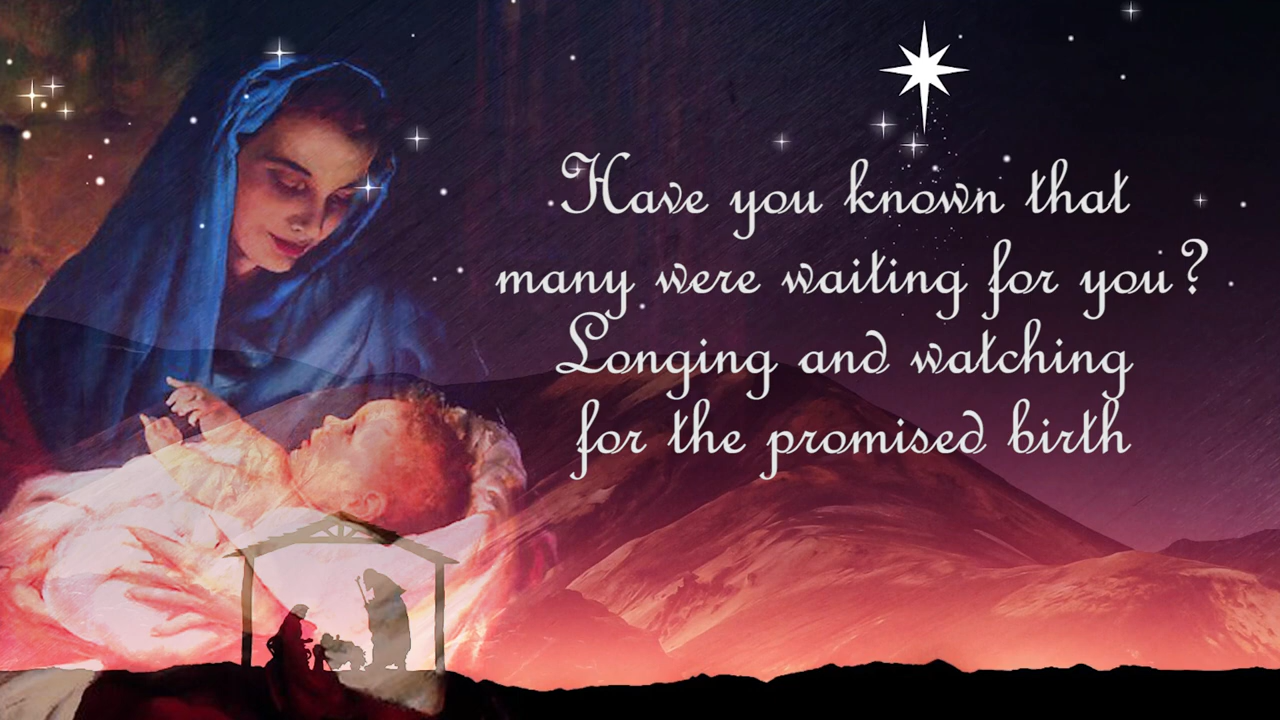 Have you known that
many were waiting for you?
Longing and watching
for the promised birth